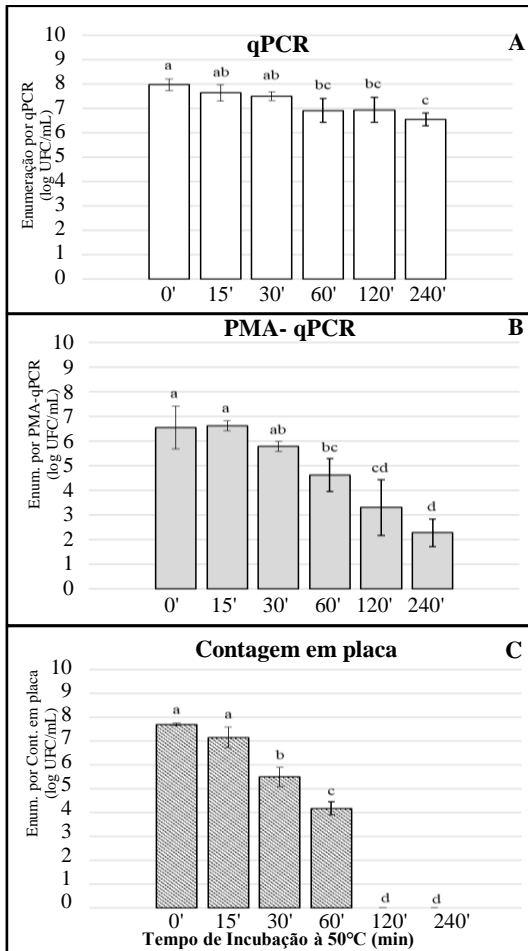 qPCR
A
Enumeração por qPCR
(log UFC/mL)
10
9
8
7
6
5
4
3
2
1
0
a
ab
ab
bc
bc
c
0' 15' 30' 60' 120' 240'
PMA- qPCR
B
Enum. por PMA-qPCR
(log UFC/mL)
10
9
8
7
6
5
4
3
2
1
0
a
a
ab
bc
cd
d
0' 15' 30' 60' 120' 240'
Contagem em placa
C
Enum. por Cont. em placa
(log UFC/mL)
10
9
8
7
6
5
4
3
2
1
0
a
a
b
c
d
d
0' 15' 30' 60' 120' 240'
Tempo de Incubação à 50°C (min)